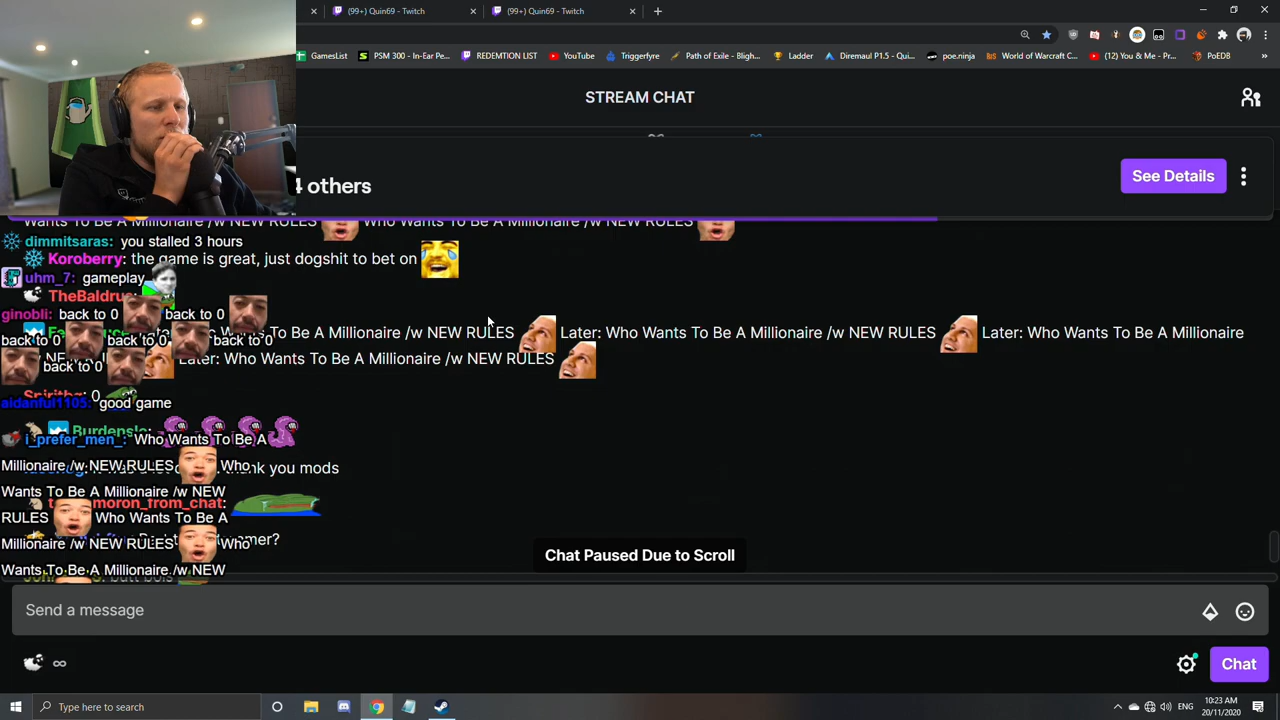 (99+) Quin69 - Twitch
(99+) Quin69 - Twitch
GamesList
PSM 300 - In-Ear Pe...
REDEMTION LIST
YouTube
Triggerfyre
Path of Exile - Bligh...
Ladder
Diremaul P1.5 - Qui...
poe.ninja
World of Warcraft C...
(12) You & Me - Pr...
PoEDB
STREAM CHAT
4 others
See Details
Wants To Be A Millionaire /w NEW RULES Who Wants To Be A Millionaire /w NEW RULES
dimmitsaras: you stalled 3 hours
Koroberry: the game is great, just dogshit to bet on
uhm_7: gameplay
TheBaldrus
ginobli: back to 0 back to 0
Wants To Be A Millionaire /w NEW RULES Later: Who Wants To Be A Millionaire /w NEW RULES Later: Who Wants To Be A Millionaire
back to 0 back to 0 back to 0
Later: Who Wants To Be A Millionaire /w NEW RULES
back to 0
aidanful1105: good game
Burdensle
i_prefer_men_: Who Wants To Be A
Millionaire /w NEW RULES Who
thank you mods
Wants To Be A Millionaire /w NEW
moron_from_chat:
RULES Who Wants To Be A
Millionaire /w NEW RULES Who
Wants To Be A Millionaire /w NEW
butt bois
Chat Paused Due to Scroll
Send a message
∞
Chat
Type here to search
ENG
10:23 AM
20/11/2020